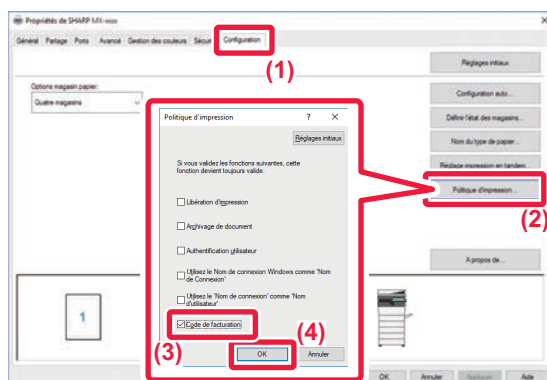 Propriétés de SHARP MX-xxxx
Général Partage Ports Avancé Gestion des couleurs Sécurité Configuration
(1)
Réglages initiaux
Options magasin papier:
Quatre magasins
Configuration auto...
Définir l'état des magasins...
Nom du type de papier...
Réglage impression en tandem...
Politique d'impression...
(2)
A propos de...
Politique d'impression ? ×
Réglages initiaux
Si vous validez les fonctions suivantes, cette
fonction devient toujours valide.
Libération d'impression
Archivage de document
Authentification utilisateur
Utilisez le Nom de connexion Windows comme 'Nom
de Connexion'
Utilisez le 'Nom de connexion' comme 'Nom
d'utilisateur'
Code de facturation
(3)
(4)
OK Annuler
1
OK Annuler Appliquer Aide